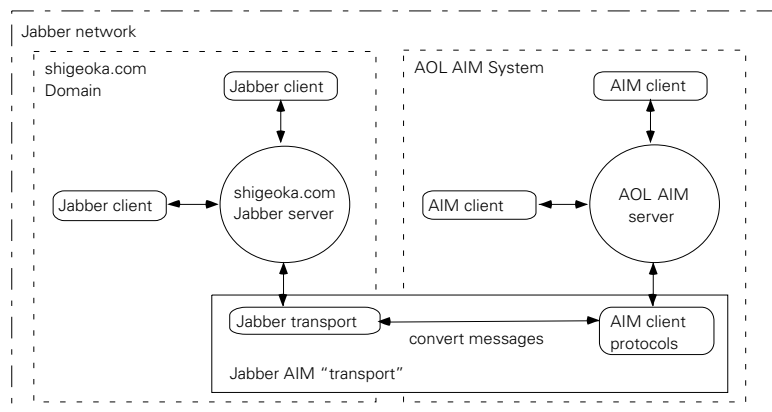 Jabber network
shigeoka.com
Domain
Jabber client
Jabber client
shigeoka.com
Jabber server
AOL AIM System
AIM client
AIM client
AOL AIM
server
Jabber transport
convert messages
AIM client
protocols
Jabber AIM “transport”